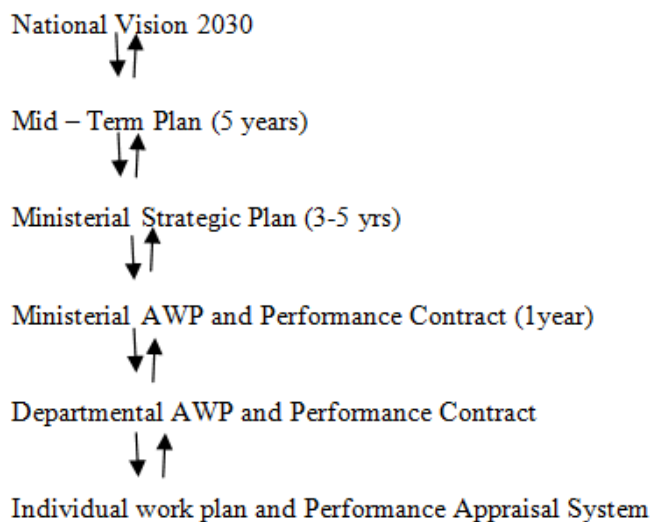 National Vision 2030
Mid – Term Plan (5 years)
Ministerial Strategic Plan (3-5 yrs)
Ministerial AWP and Performance Contract (1year)
Departmental AWP and Performance Contract
Individual work plan and Performance Appraisal System